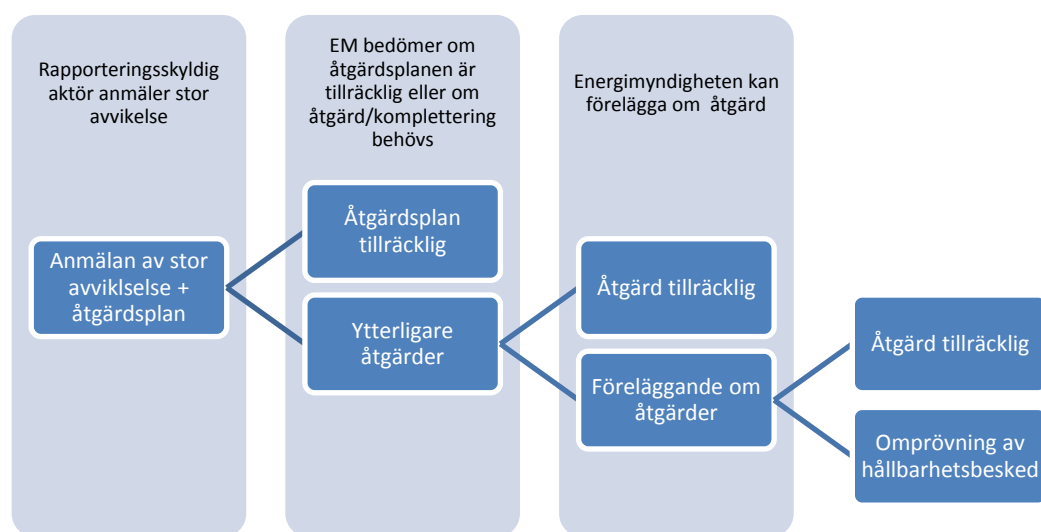 Rapporteringsskyldig
aktör anmäler stor
avvikelse
Anmälan av stor
avviklselse +
åtgärdsplan
EM bedömer om
åtgärdsplanen är
tillräcklig eller om
åtgärd/komplettering
behövs
Åtgärdsplan
tillräcklig
Ytterligare
åtgärder
Energimyndigheten kan
förelägga om åtgärd
Åtgärd tillräcklig
Föreläggande om
åtgärder
Åtgärd tillräcklig
Omprövning av
hållbarhetsbesked